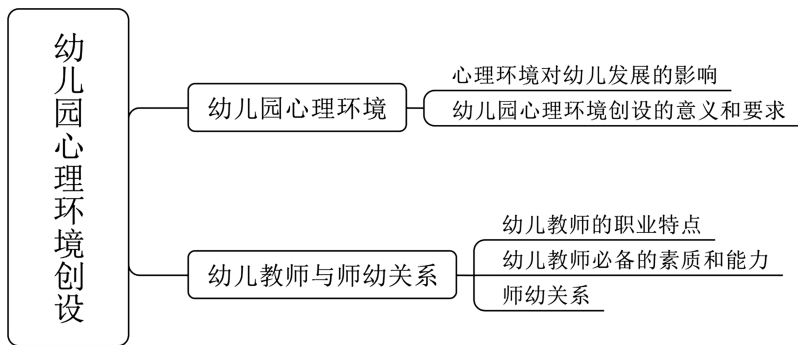 幼儿园心理环境创设
幼儿园心理环境
心理环境对幼儿发展的影响
幼儿园心理环境创设的意义和要求
幼儿教师与师幼关系
幼儿教师的职业特点
幼儿教师必备的素质和能力
师幼关系